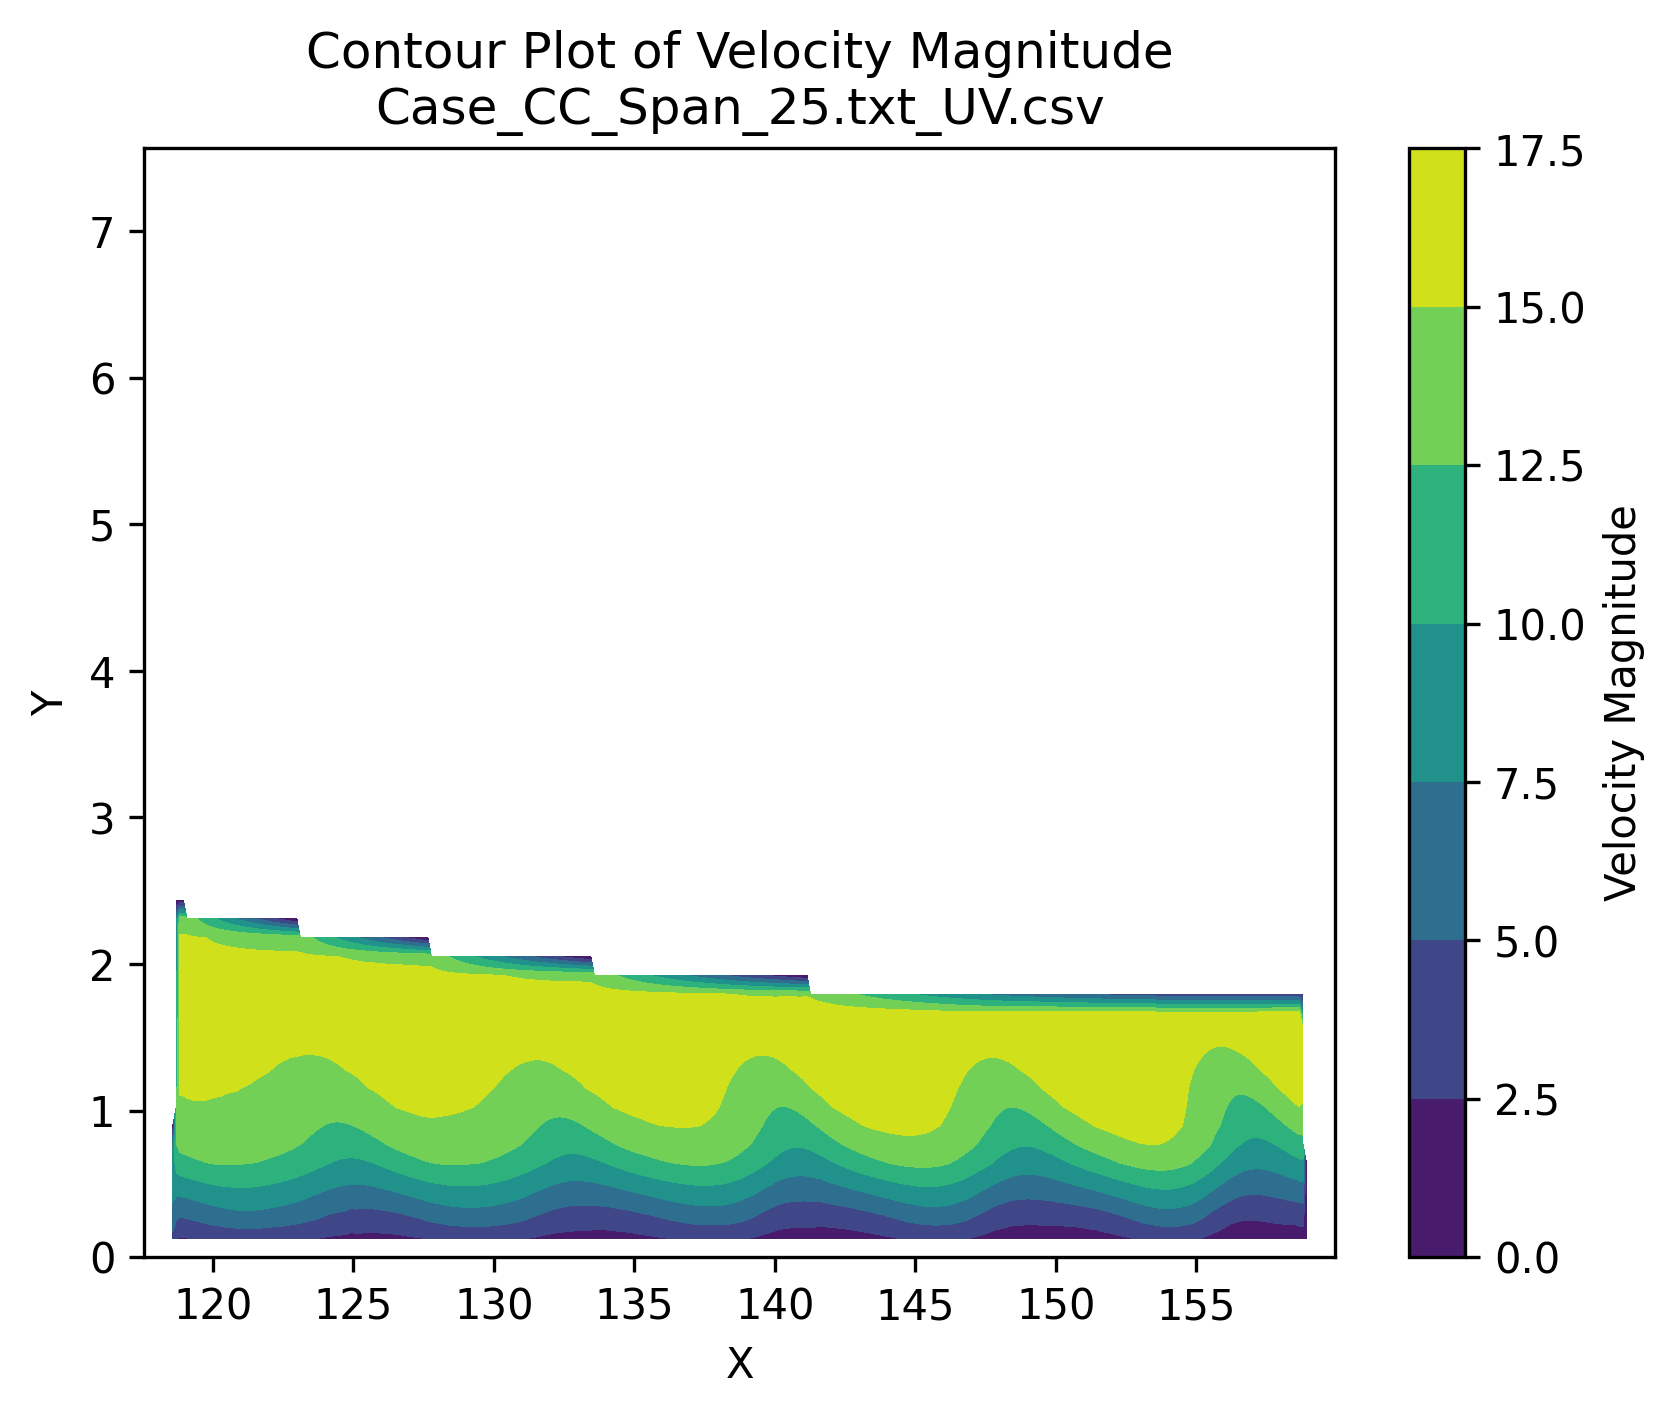 Contour Plot of Velocity Magnitude
Case_CC_Span_25.txt_UV.csv
7
6
5
4
3
2
1
0
Y
120 125 130 135 140 145 150 155
X
17.5
15.0
12.5
10.0
7.5
5.0
2.5
0.0
Velocity Magnitude